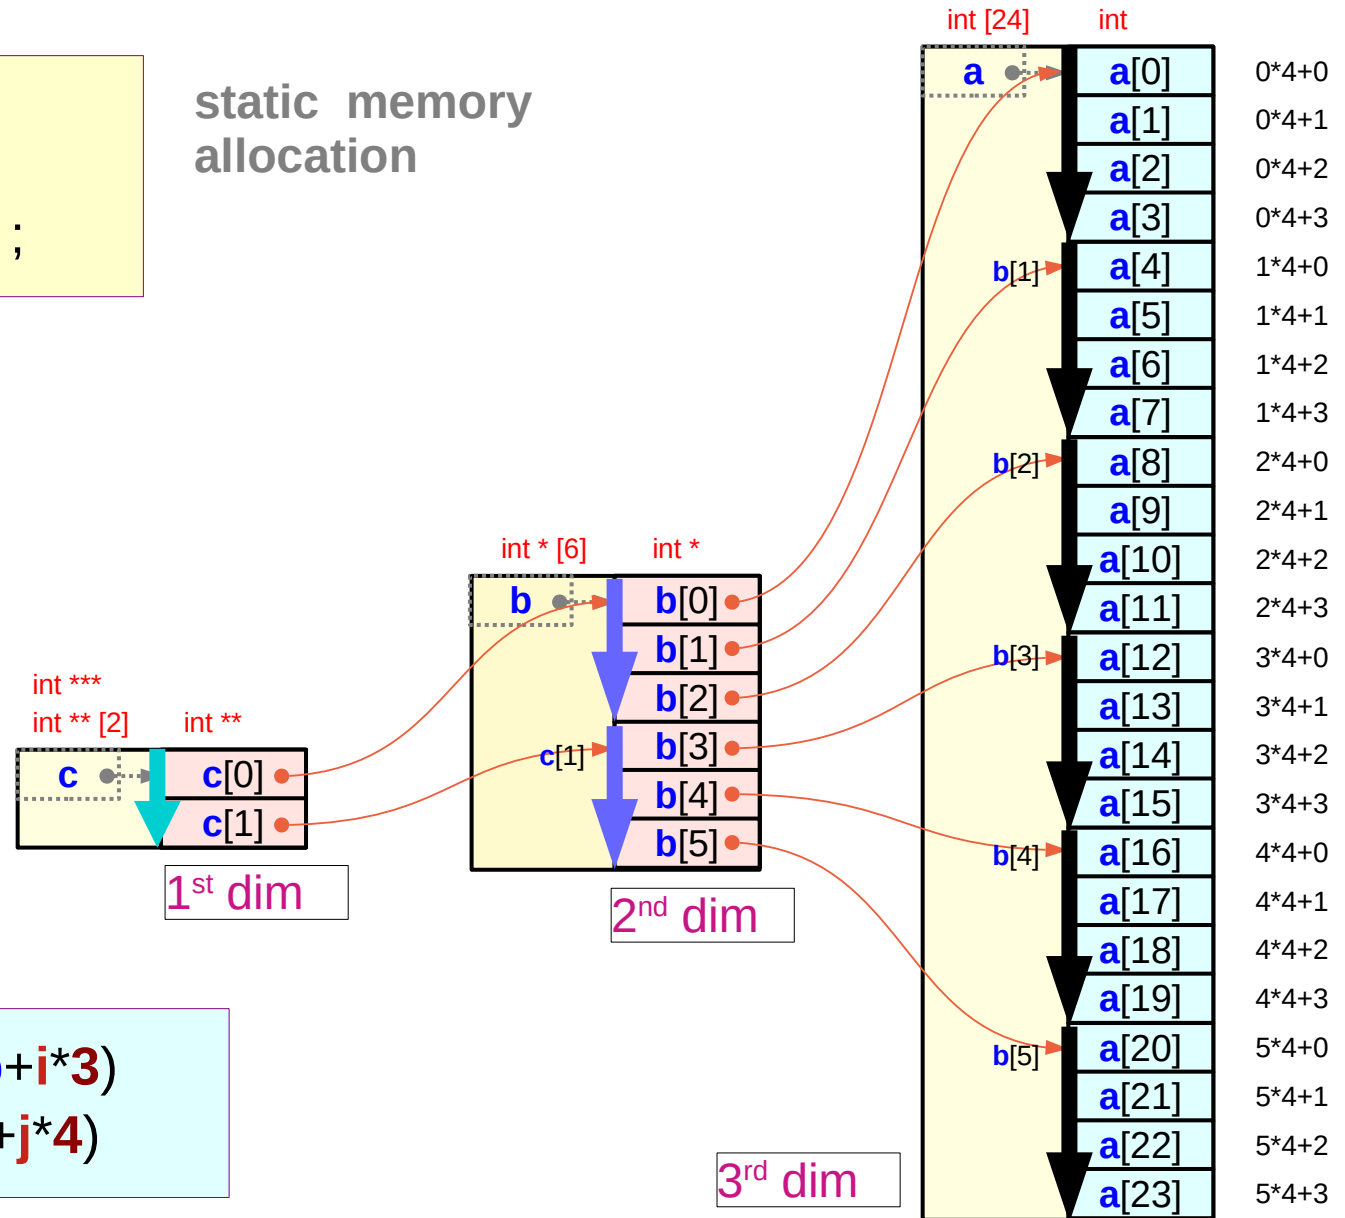 int [24] int
static memory
allocation
;
a a[0] 0*4+0
a[1] 0*4+1
a[2] 0*4+2
a[3] 0*4+3
b[1] a[4] 1*4+0
a[5] 1*4+1
a[6] 1*4+2
a[7] 1*4+3
b[2] a[8] 2*4+0
a[9] 2*4+1
a[10] 2*4+2
a[11] 2*4+3
b[3] a[12] 3*4+0
a[13] 3*4+1
a[14] 3*4+2
a[15] 3*4+3
b[4] a[16] 4*4+0
a[17] 4*4+1
a[18] 4*4+2
a[19] 4*4+3
b[5] a[20] 5*4+0
a[21] 5*4+1
a[22] 5*4+2
a[23] 5*4+3
3rd dim
int * [6] int *
b b[0]
b[1]
b[2]
c[1] b[3]
b[4]
b[5]
2nd dim
int ***
int ** [2] int **
c c[0]
c[1]
1st dim
+i*3)
+j*4)